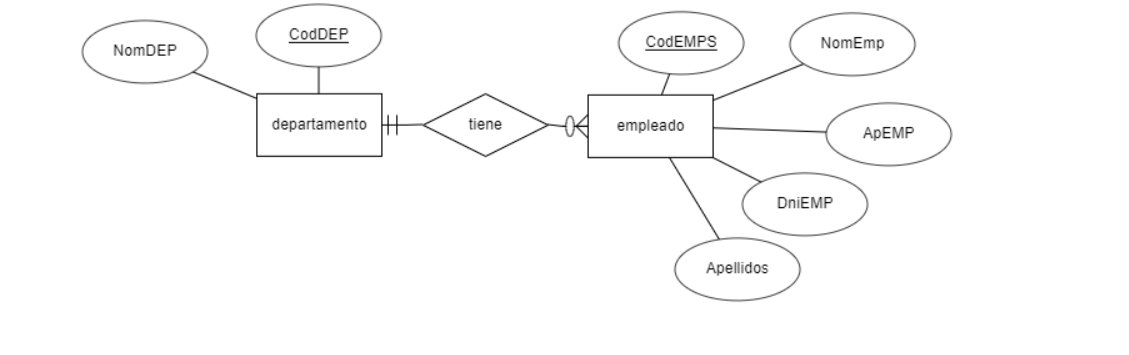 NomDEP
CodDEP
CodEMPS
NomEmp
departamento
tiene
empleado
ApEMP
DniEMP
Apellidos